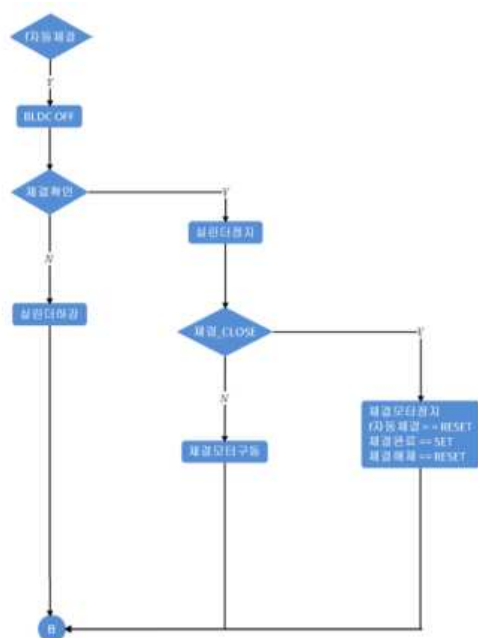 f자동체결
Y
BLDC OFF
체결확인
Y
실린더정지
N
실린더하강
체결_CLOSE
Y
N
체결모터정지
f자동체결 == RESET
체결완료 == SET
체결해제 == RESET
체결모터구동
B